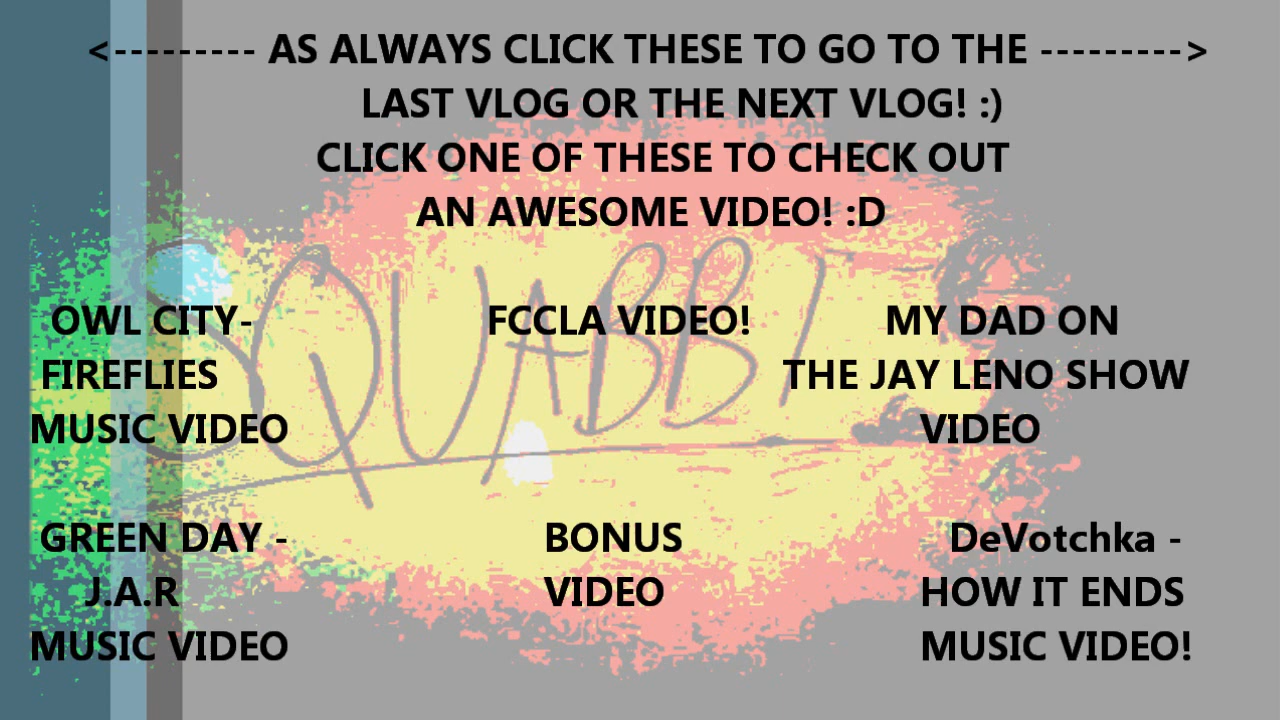 <--------- AS ALWAYS CLICK THESE TO GO TO THE --------->
LAST VLOG OR THE NEXT VLOG! :)
CLICK ONE OF THESE TO CHECK OUT
AN AWESOME VIDEO! :D
SQUABBIT
OWL CITY-
FIREFLIES
MUSIC VIDEO
FCCLA VIDEO!
MY DAD ON
THE JAY LENO SHOW
VIDEO
GREEN DAY -
J.A.R
MUSIC VIDEO
BONUS
VIDEO
DeVotchka -
HOW IT ENDS
MUSIC VIDEO!